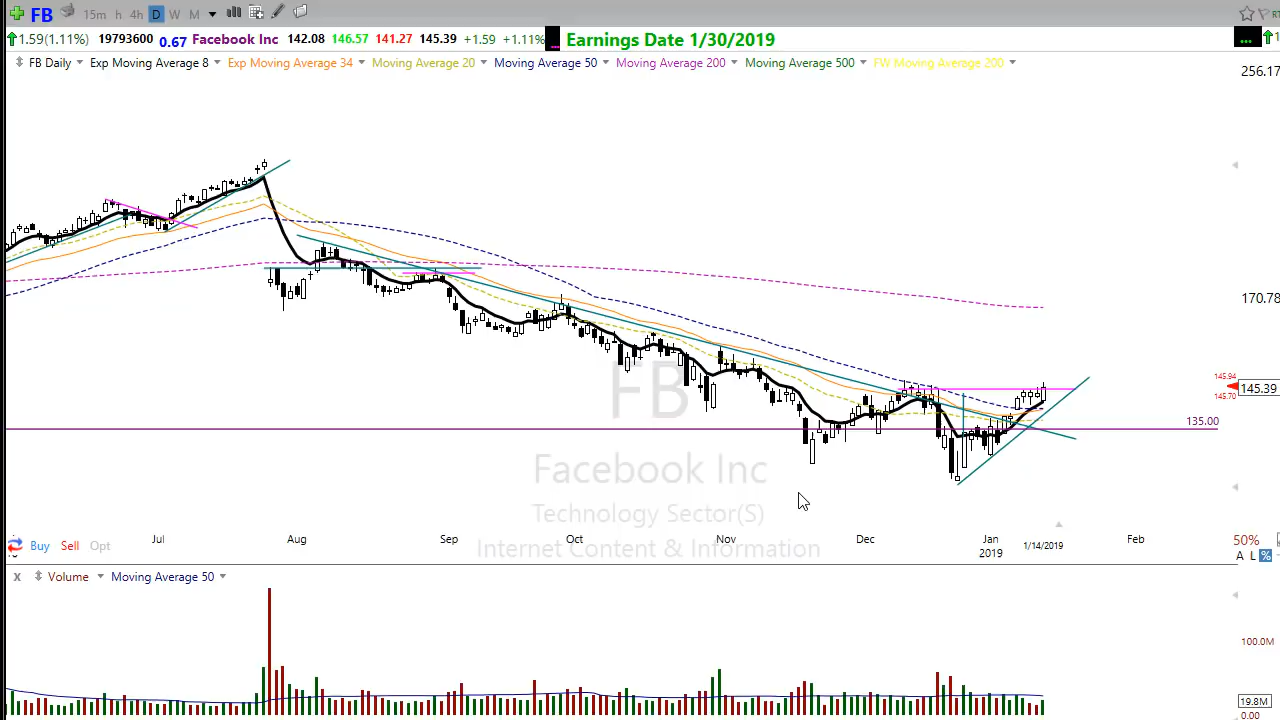 FB 15m h 4h D W M
1.59(1.11%) 19793600 0.67 Facebook Inc 142.08 146.57 141.27 145.39 +1.59 +1.11% Earnings Date 1/30/2019
FB Daily Exp Moving Average 8 Exp Moving Average 34 Moving Average 20 Moving Average 50 Moving Average 200 Moving Average 500 FW Moving Average 200
256.17
170.78
145.94
145.39
145.70
135.00
FB
Facebook Inc
Technology Sector(S)
Internet Content & Information
Jul Aug Sep Oct Nov Dec Jan 1/14/2019 Feb
2019
Buy Sell Opt
50%
A L %
x Volume Moving Average 50
100.0M
19.8M
0.00